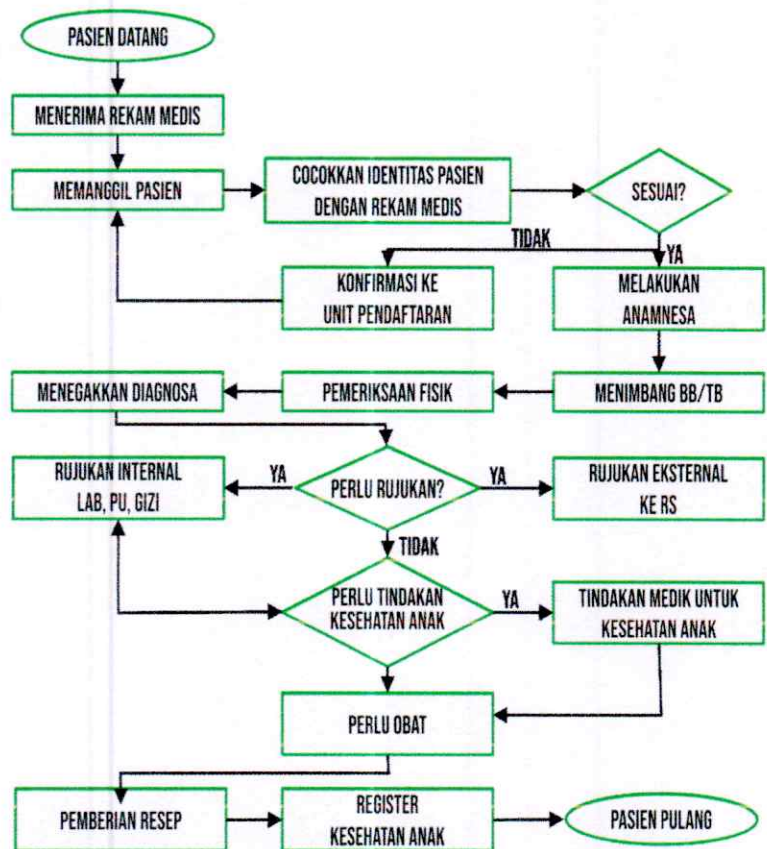 PASIEN DATANG
MENERIMA REKAM MEDIS
MEMANGGIL PASIEN
COCOKKAN IDENTITAS PASIEN
DENGAN REKAM MEDIS
SESUAI?
TIDAK
YA
KONFIRMASI KE
UNIT PENDAFTARAN
MELAKUKAN
ANAMNESA
MENEGAKKAN DIAGNOSA
PEMERIKSAAN FISIK
MENIMBANG BB/TB
RUJUKAN INTERNAL
LAB, PU, GIZI
YA
PERLU RUJUKAN?
YA
RUJUKAN EKSTERNAL
KE RS
TIDAK
PERLU TINDAKAN
KESEHATAN ANAK
YA
TINDAKAN MEDIK UNTUK
KESEHATAN ANAK
PERLU OBAT
PEMBERIAN RESEP
REGISTER
KESEHATAN ANAK
PASIEN PULANG